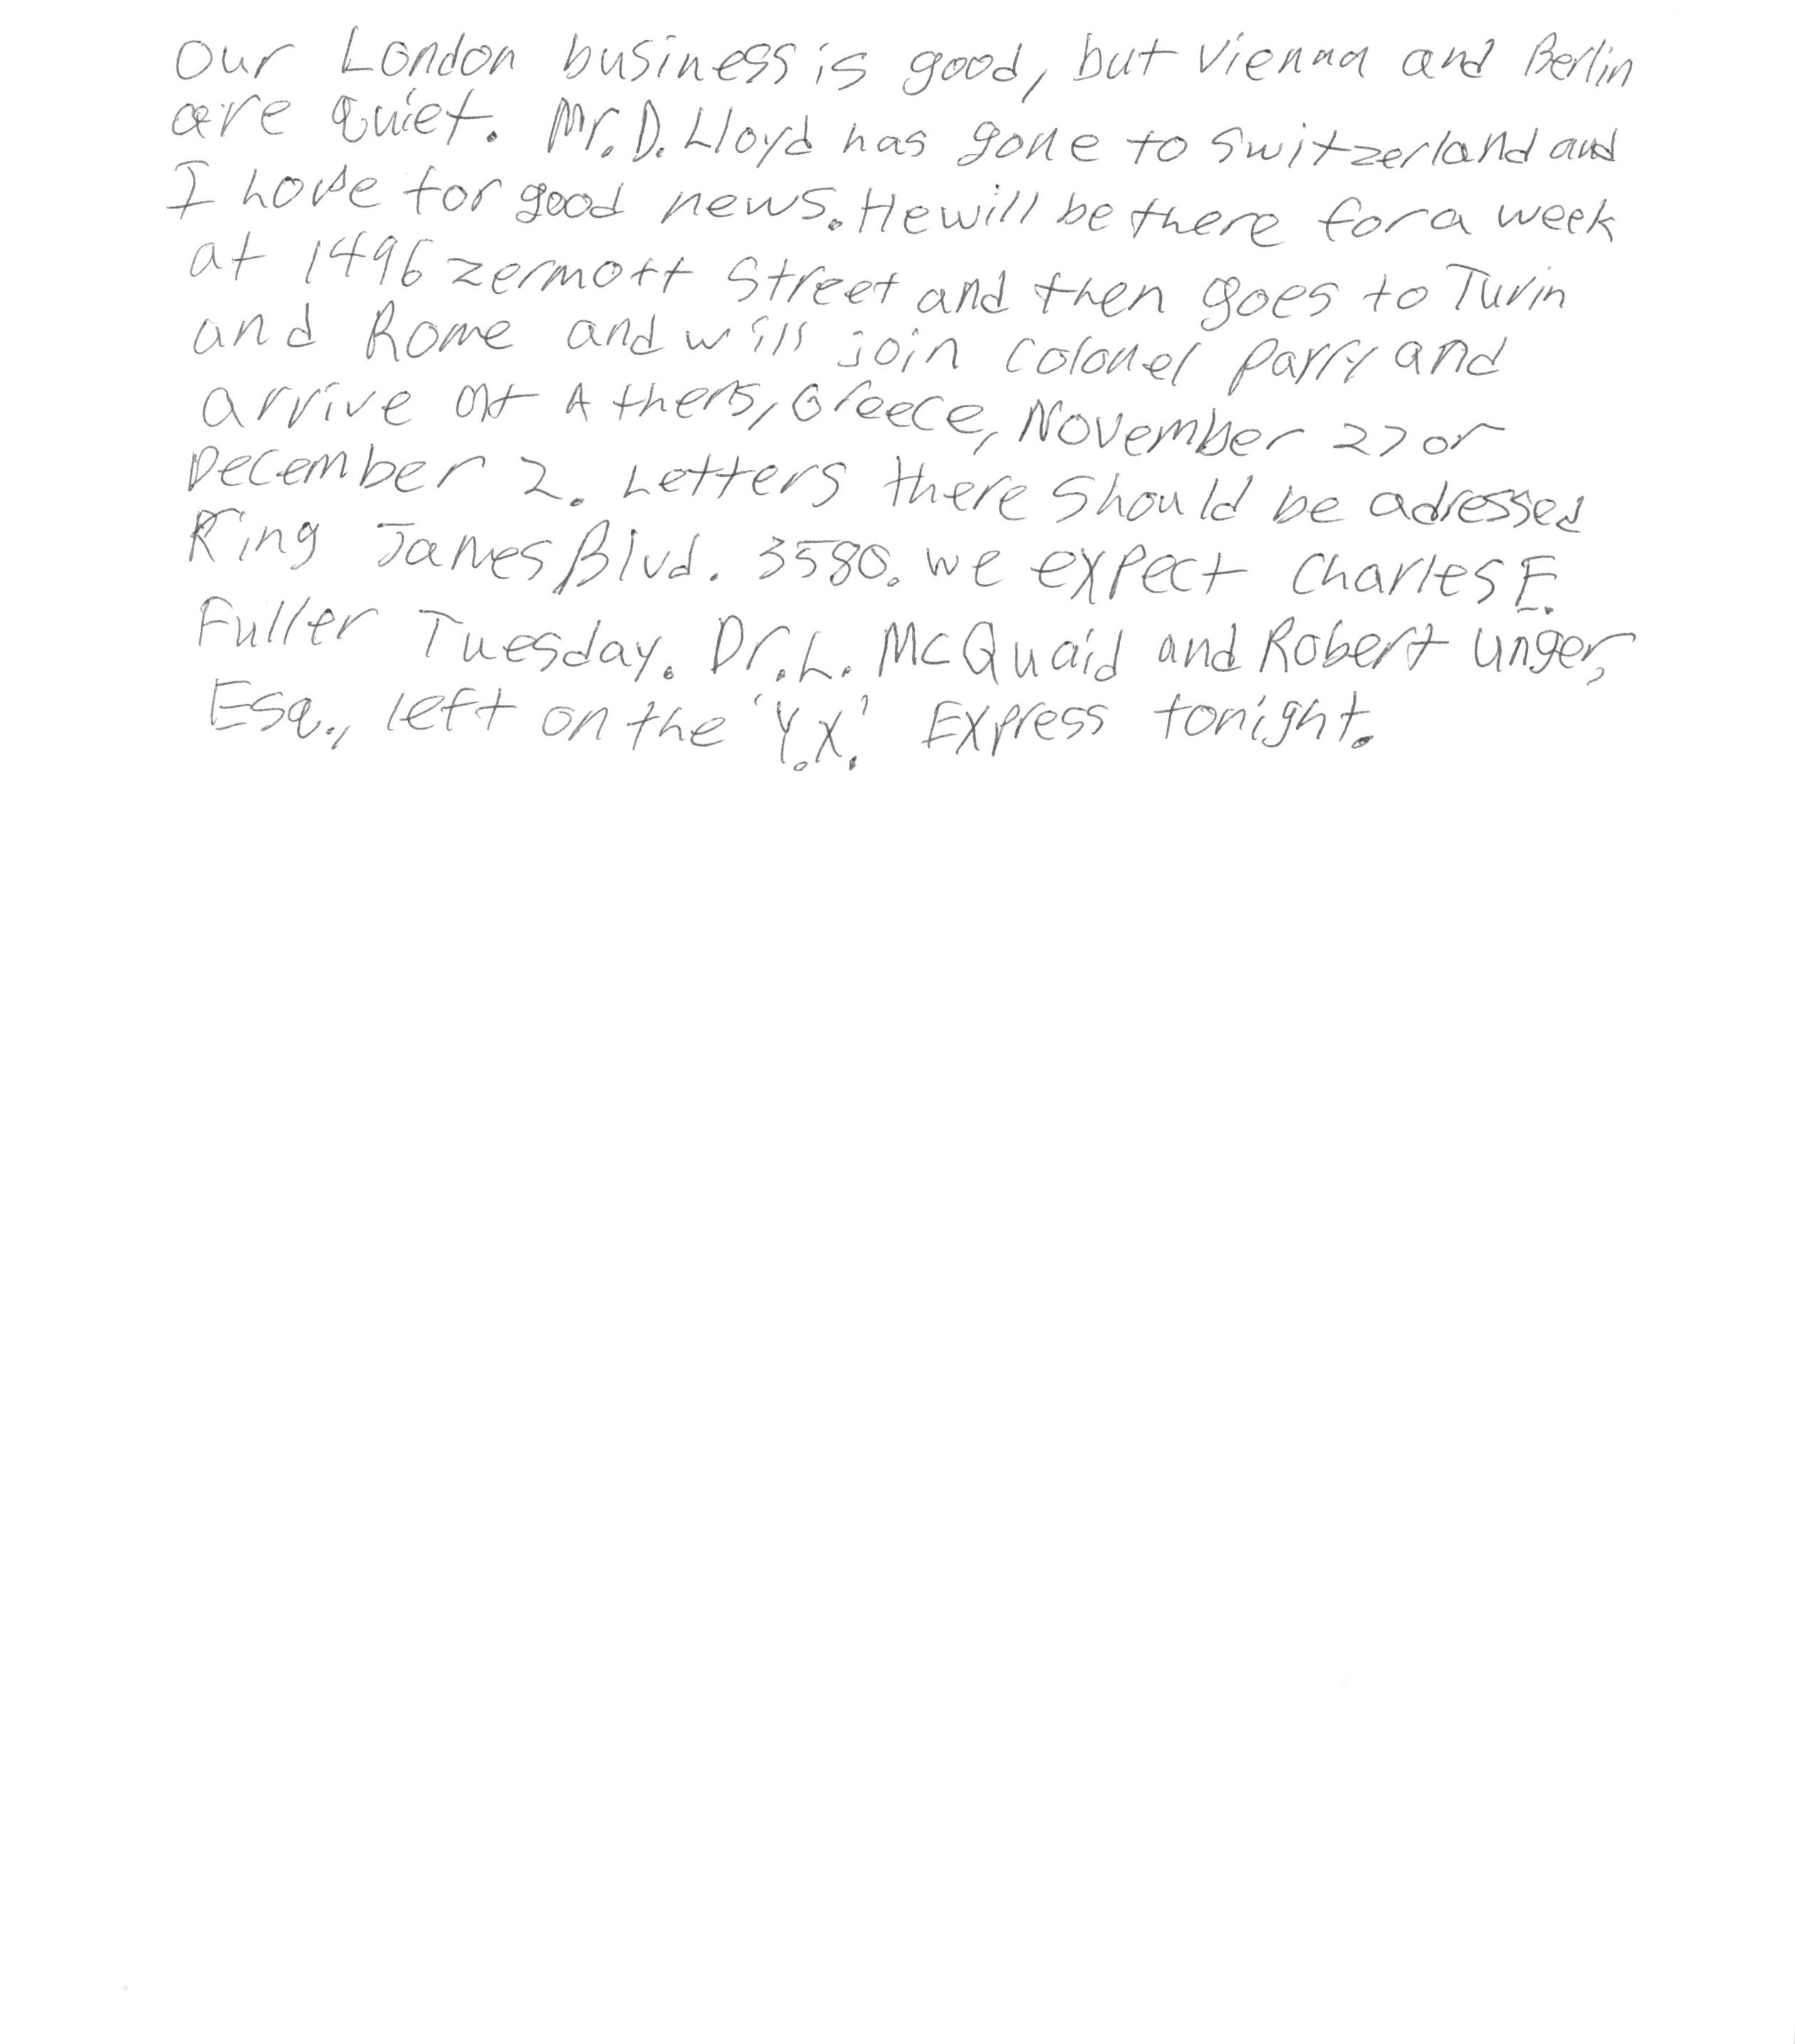 Our London business is good, but Vienna and Berlin
are quiet. Mr. D. Lloyd has gone to Switzerland and
I hope for good news. He will be there for a week
at 1496 Zermott Street and then goes to Turin
and Rome and will join Colonel Parry and
arrive at Athens, Greece, November 27 or
December 2. Letters there should be adressed
King James Blvd. 3580. We expect Charles E.
Fuller Tuesday. Dr. L. McQuaid and Robert Unger,
Esq., left on the 'Y.X.' Express tonight.